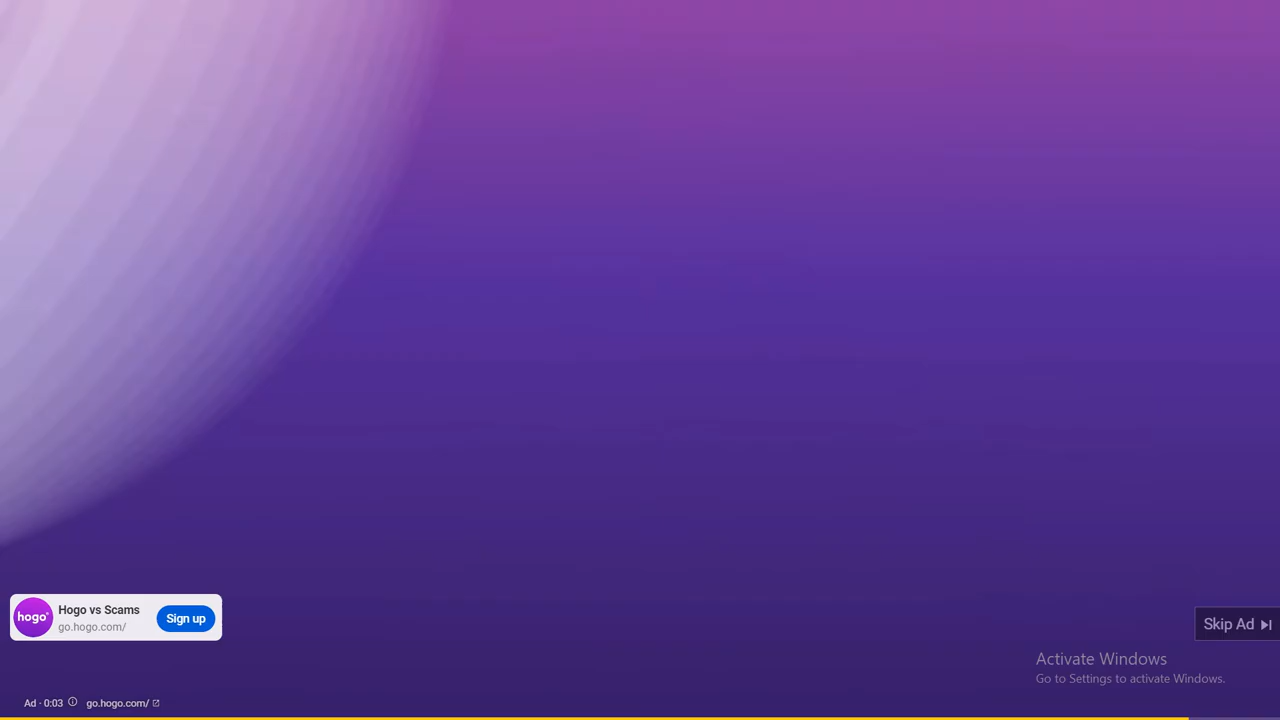 hogo
Hogo vs Scams
go.hogo.com/
Sign up
Skip Ad
Activate Windows
Go to Settings to activate Windows.
Ad · 0:03
go.hogo.com/